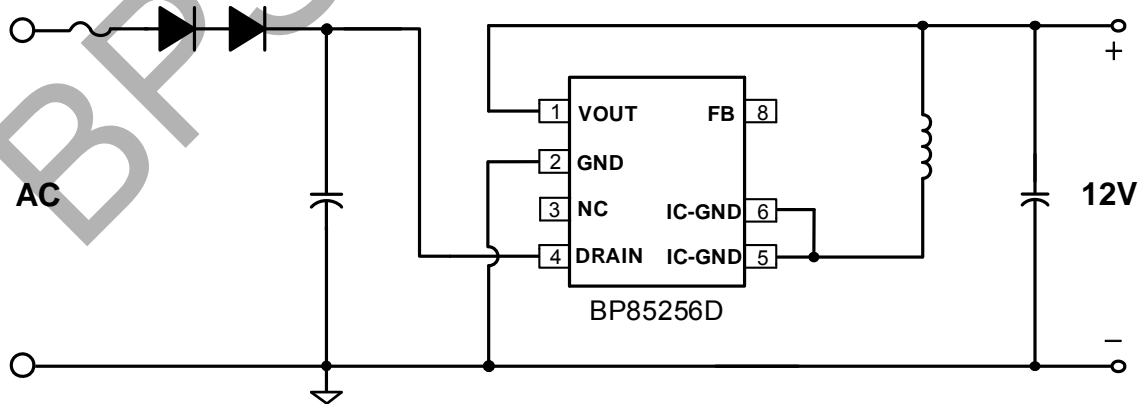 BPS
AC
1 VOUT FB 8
2 GND
3 NC IC-GND 6
4 DRAIN IC-GND 5
BP85256D
+
12V
−